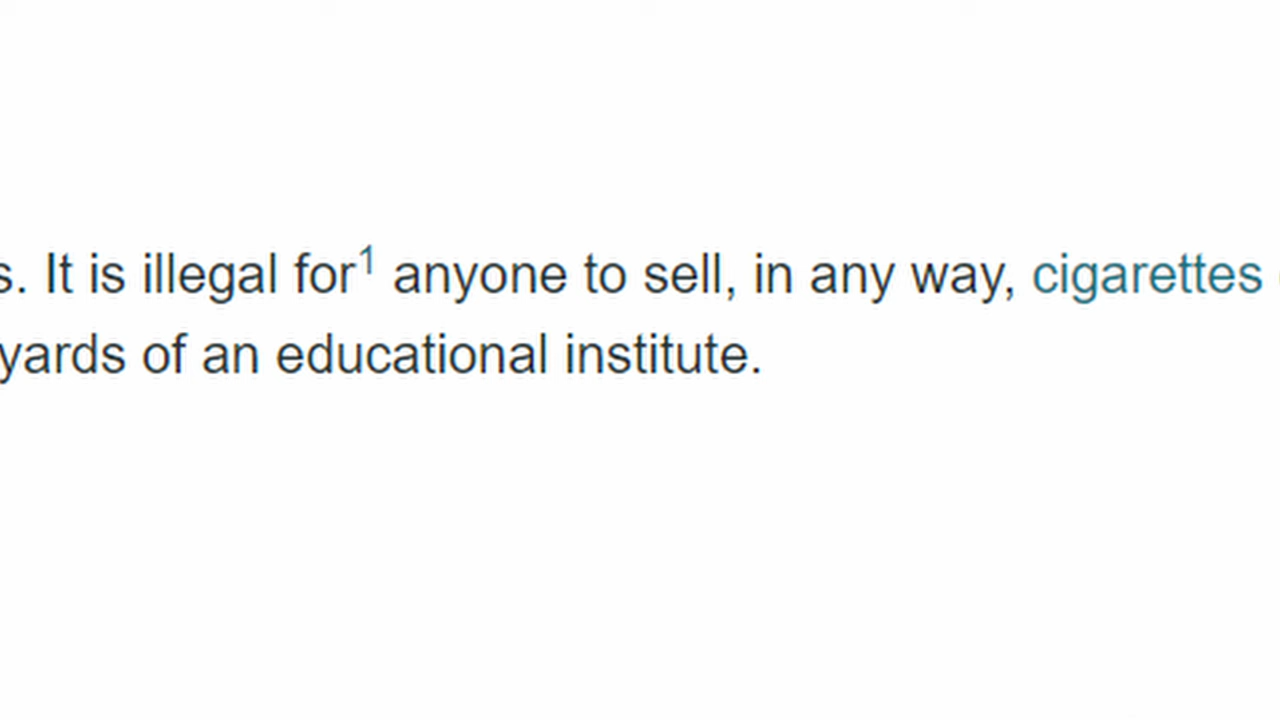 s. It is illegal for¹ anyone to sell, in any way, cigarettes
yards of an educational institute.